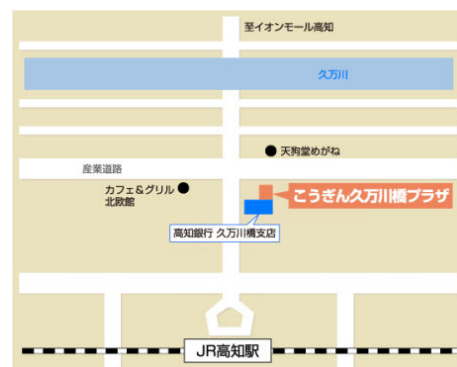 至イオンモール高知
久万川
天狗堂めがね
産業道路
カフェ&グリル
北欧館
こうぎん久万川橋プラザ
高知銀行 久万川橋支店
JR高知駅